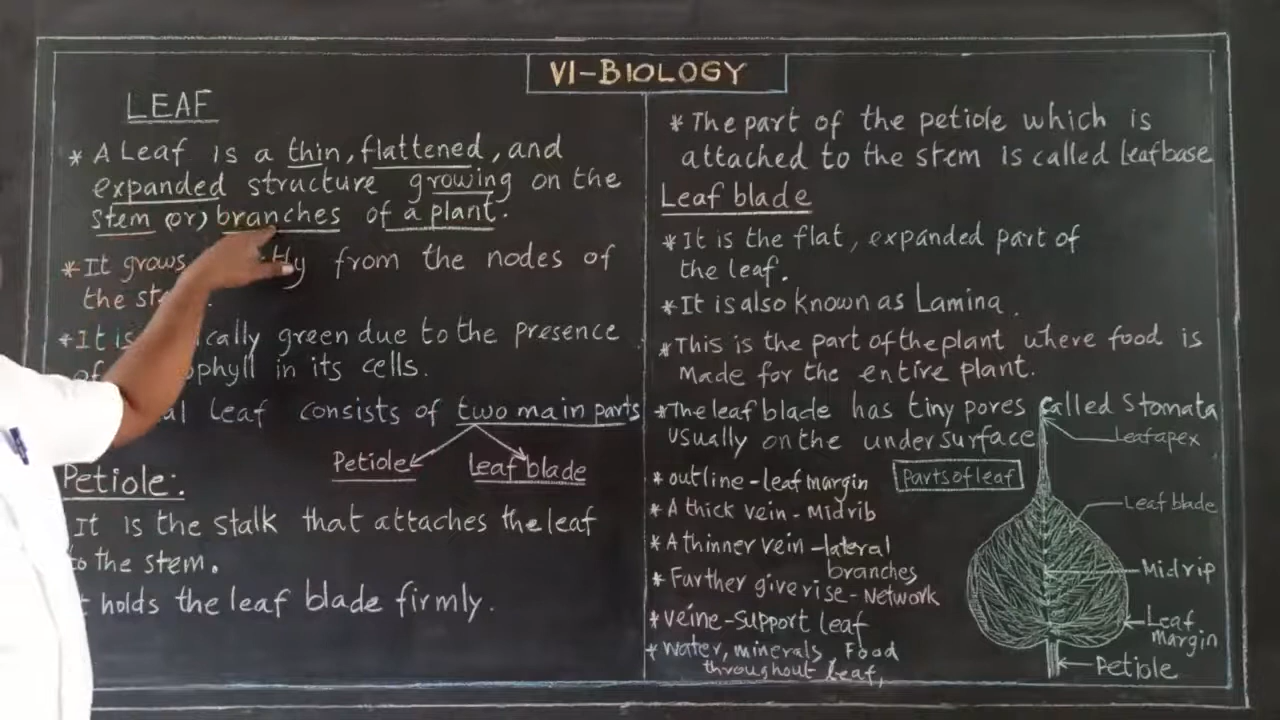 VI-BIOLOGY
LEAF
* A Leaf is a thin, flattened, and
expanded structure growing on the
stem (or) branches of a plant.
* It grows from the nodes of
the
* It is green due to the presence
in its cells.
Leaf consists of two main parts
Petiole Leaf blade
Petiole:
It is the stalk that attaches the leaf
to the stem.
holds the leaf blade firmly.
* The part of the petiole which is
attached to the stem is called leafbase
Leaf blade
* It is the flat, expanded part of
the leaf.
* It is also known as Lamina.
* This is the part of the plant where food is
made for the entire plant.
* The leaf blade has tiny pores called Stomata
usually on the under surface
* outline - leaf margin
* A thick vein - Midrib
* A thinner vein - lateral
branches
* Further give rise - Network
* veine - support leaf
* water, minerals, Food
throughout leaf,
Parts of leaf
Leaf apex
Leaf blade
Midrip
Leaf
margin
Petiole